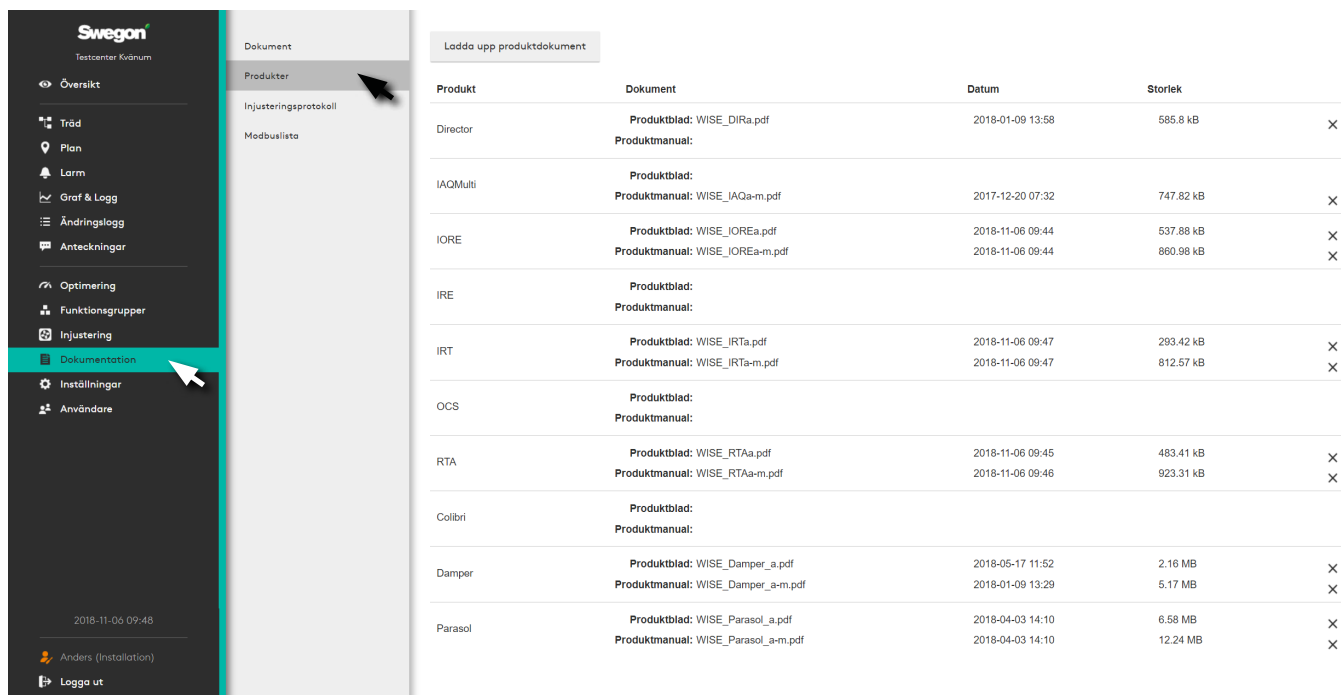 Swegon
Testcenter Kvänum
Översikt
Träd
Plan
Larm
Graf & Logg
Ändringslogg
Anteckningar
Optimering
Funktionsgrupper
Injustering
Dokumentation
Inställningar
Användare
2018-11-06 09:48
Anders (Installation)
Logga ut
Dokument
Produkter
Injusteringsprotokoll
Modbuslista
Ladda upp produktdokument
Produkt Dokument Datum Storlek
Director
Produktblad: WISE_DIRa.pdf 2018-01-09 13:58 585.8 kB
Produktmanual:
IAQMulti
Produktblad:
Produktmanual: WISE_IAQa-m.pdf 2017-12-20 07:32 747.82 kB
IORE
Produktblad: WISE_IOREa.pdf 2018-11-06 09:44 537.88 kB
Produktmanual: WISE_IOREa-m.pdf 2018-11-06 09:44 860.98 kB
IRE
Produktblad:
Produktmanual:
IRT
Produktblad: WISE_IRTa.pdf 2018-11-06 09:47 293.42 kB
Produktmanual: WISE_IRTa-m.pdf 2018-11-06 09:47 812.57 kB
OCS
Produktblad:
Produktmanual:
RTA
Produktblad: WISE_RTAa.pdf 2018-11-06 09:45 483.41 kB
Produktmanual: WISE_RTAa-m.pdf 2018-11-06 09:46 923.31 kB
Colibri
Produktblad:
Produktmanual:
Damper
Produktblad: WISE_Damper_a.pdf 2018-05-17 11:52 2.16 MB
Produktmanual: WISE_Damper_a-m.pdf 2018-01-09 13:29 5.17 MB
Parasol
Produktblad: WISE_Parasol_a.pdf 2018-04-03 14:10 6.58 MB
Produktmanual: WISE_Parasol_a-m.pdf 2018-04-03 14:10 12.24 MB